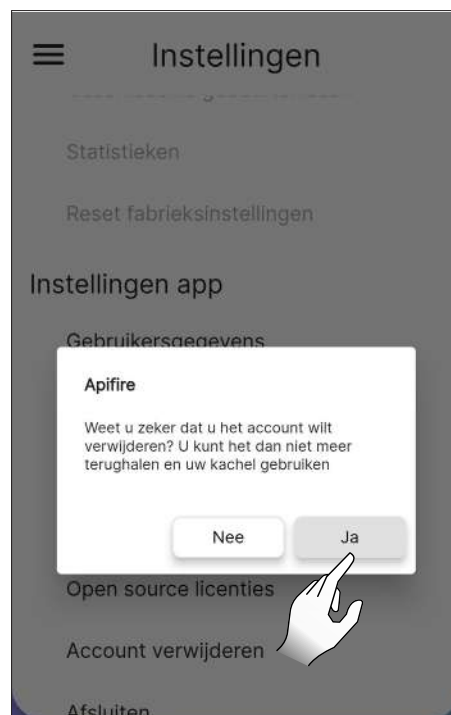 Instellingen
Statistieken
Reset fabrieksinstellingen
Instellingen app
Gebruikersgegevens
Apifire
Weet u zeker dat u het account wilt
verwijderen? U kunt het dan niet meer
terughalen en uw kachel gebruiken
Nee
Ja
Open source licenties
Account verwijderen
Afsluiten